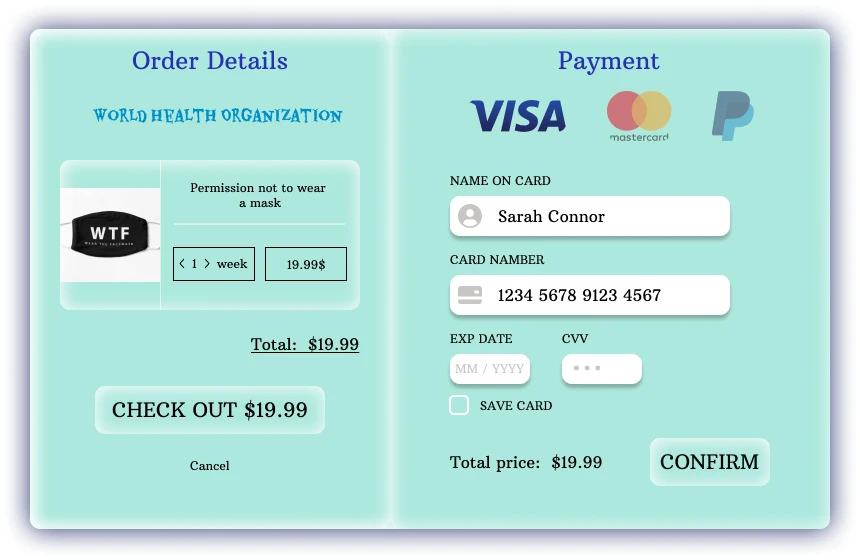 Order Details
WORLD HEALTH ORGANIZATION
WTF
WEAR THE FACEMASK
Permission not to wear
a mask
< 1 > week
19.99$
Total: $19.99
CHECK OUT $19.99
Cancel
Payment
VISA
mastercard
NAME ON CARD
Sarah Connor
CARD NAMBER
1234 5678 9123 4567
EXP DATE
CVV
MM / YYYY
SAVE CARD
Total price: $19.99
CONFIRM